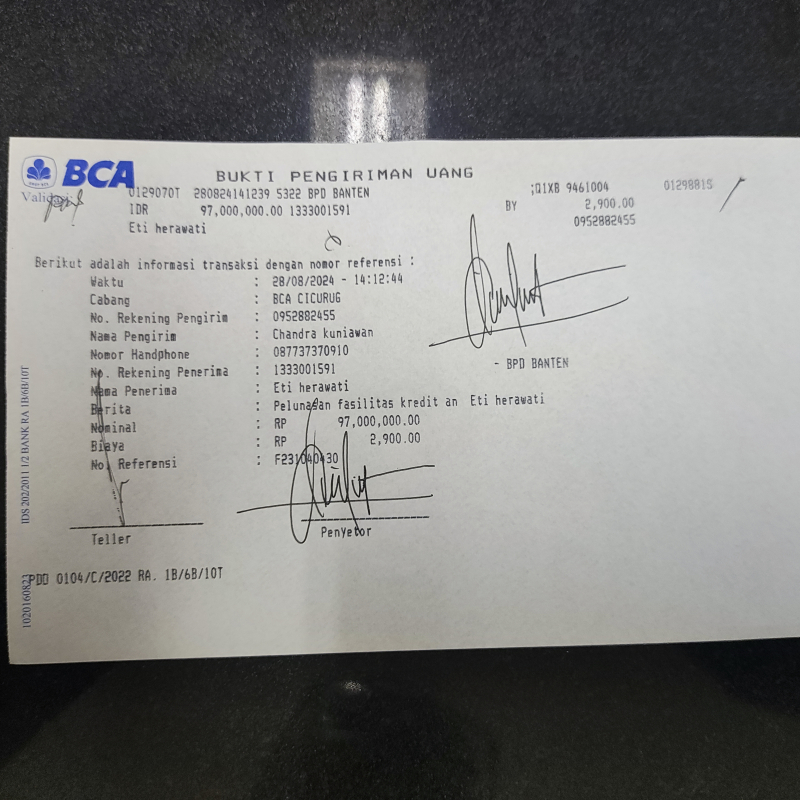 BCA
BUKTI PENGIRIMAN UANG
Validasi
0129070T 280824141239 5322 BPD BANTEN ;Q1XB 9461004 0129881S
IDR 97,000,000.00 1333001591 BY 2,900.00
Eti herawati 0952882455
Berikut adalah informasi transaksi dengan nomor referensi :
Waktu : 28/08/2024 - 14:12:44
Cabang : BCA CICURUG
No. Rekening Pengirim : 0952882455
Nama Pengirim : Chandra kuniawan
Nomor Handphone : 087737370910
No. Rekening Penerima : 1333001591
- BPD BANTEN
Nama Penerima : Eti herawati
Berita : Pelunasan fasilitas kredit an Eti herawati
Nominal : RP 97,000,000.00
Biaya : RP 2,900.00
No. Referensi : F231040430
Teller
Penyetor
PDD 0104/C/2022 RA. 1B/6B/10T
IDS 202/2011 1/2 BANK RA 1B/6B/10T